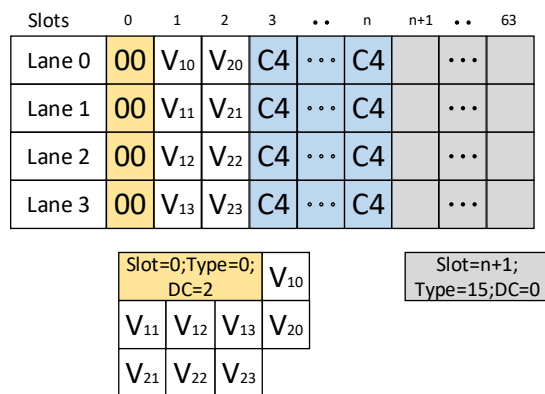 Slots 0 1 2 3 •• n n+1 •• 63
Lane 0 00 V10 V20 C4 ∘∘∘ C4 •••
Lane 1 00 V11 V21 C4 ∘∘∘ C4 •••
Lane 2 00 V12 V22 C4 ∘∘∘ C4 •••
Lane 3 00 V13 V23 C4 ∘∘∘ C4 •••
Slot=0;Type=0;
DC=2
V10
Slot=n+1;
Type=15;DC=0
V11 V12 V13 V20
V21 V22 V23